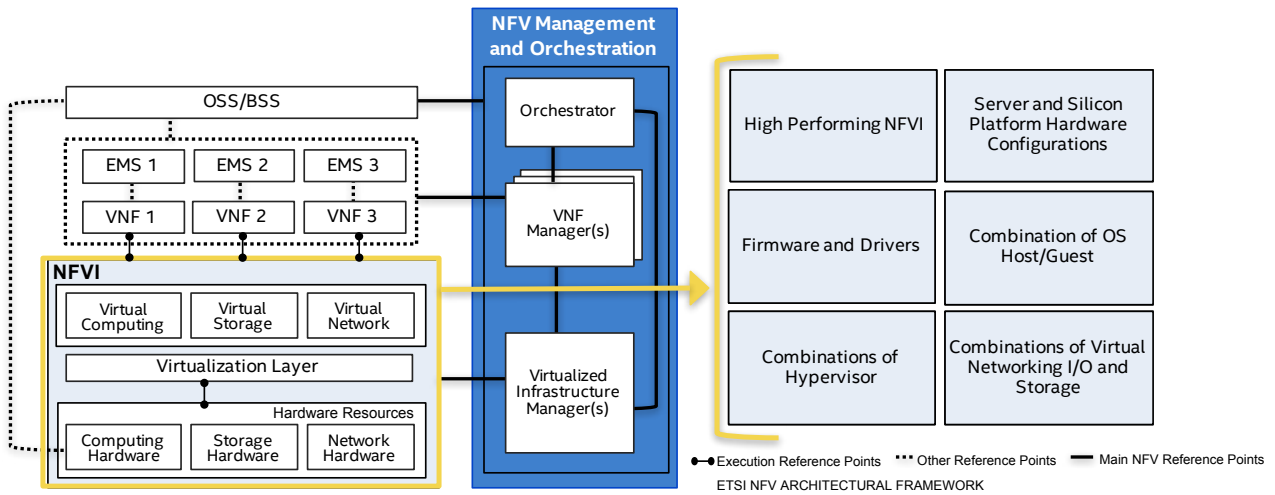 NFV Management
and Orchestration
OSS/BSS
EMS 1
EMS 2
EMS 3
VNF 1
VNF 2
VNF 3
NFVI
Virtual
Computing
Virtual
Storage
Virtual
Network
Virtualization Layer
Hardware Resources
Computing
Hardware
Storage
Hardware
Network
Hardware
Orchestrator
VNF
Manager(s)
Virtualized
Infrastructure
Manager(s)
High Performing NFVI
Server and Silicon
Platform Hardware
Configurations
Firmware and Drivers
Combination of OS
Host/Guest
Combinations of
Hypervisor
Combinations of Virtual
Networking I/O and
Storage
Execution Reference Points
Other Reference Points
Main NFV Reference Points
ETSI NFV ARCHITECTURAL FRAMEWORK